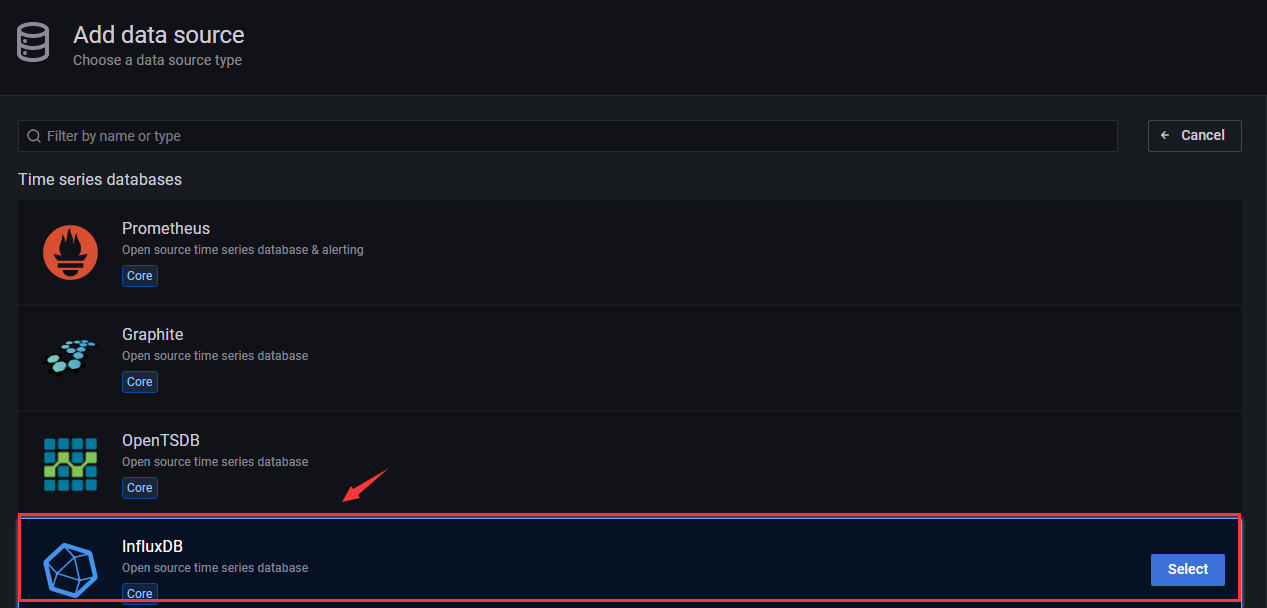 Add data source
Choose a data source type
Filter by name or type
Cancel
Time series databases
Prometheus
Open source time series database & alerting
Core
Graphite
Open source time series database
Core
OpenTSDB
Open source time series database
Core
InfluxDB
Open source time series database
Select
Core